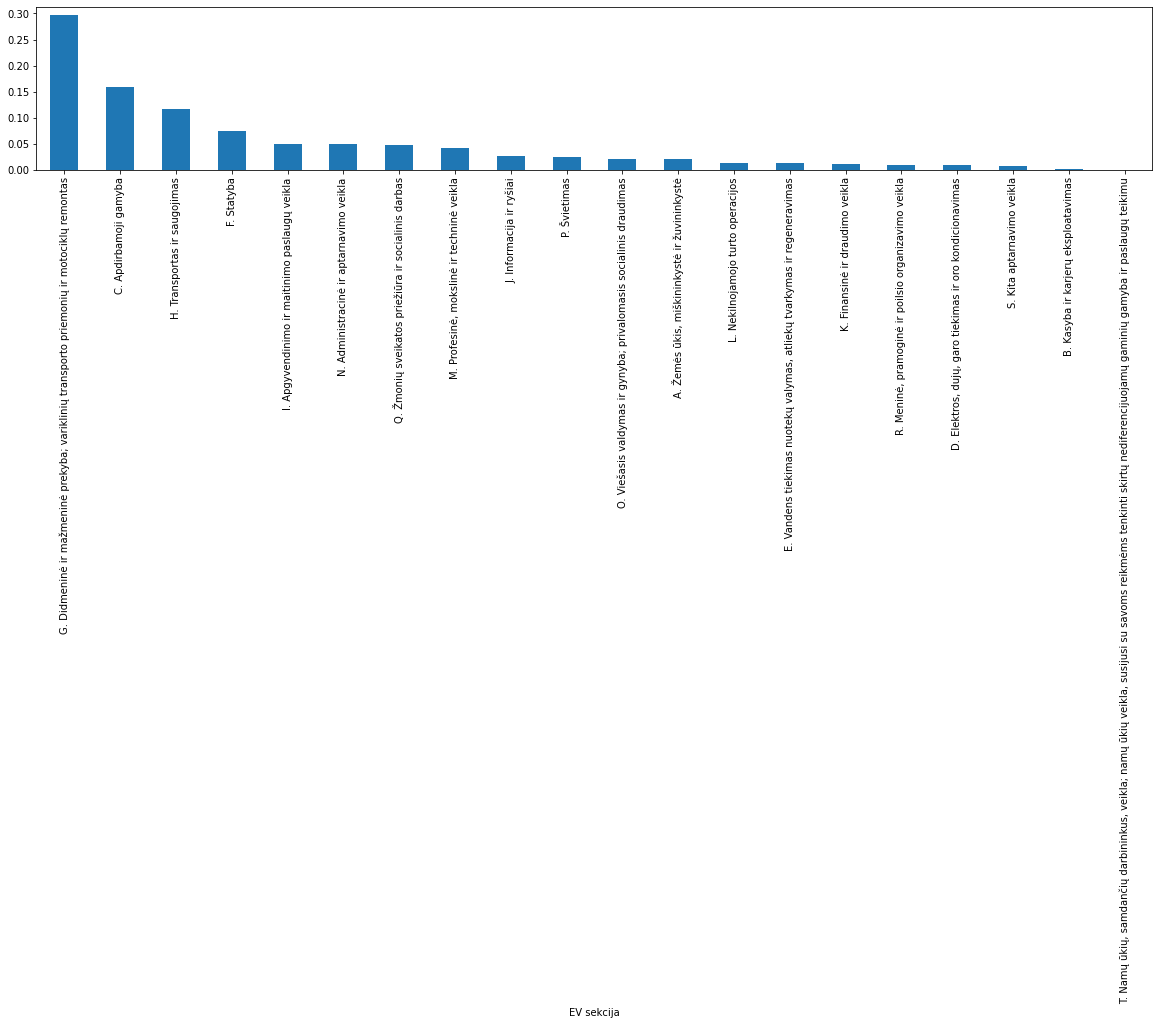 0.30
0.25
0.20
0.15
0.10
0.05
0.00
G. Didmeninė ir mažmeninė prekyba; variklinių transporto priemonių ir motociklų remontas
C. Apdirbamoji gamyba
H. Transportas ir saugojimas
F. Statyba
I. Apgyvendinimo ir maitinimo paslaugų veikla
N. Administracinė ir aptarnavimo veikla
Q. Žmonių sveikatos priežiūra ir socialinis darbas
M. Profesinė, mokslinė ir techninė veikla
J. Informacija ir ryšiai
P. Švietimas
O. Viešasis valdymas ir gynyba; privalomasis socialinis draudimas
A. Žemės ūkis, miškininkystė ir žuvininkystė
L. Nekilnojamojo turto operacijos
E. Vandens tiekimas nuotekų valymas, atliekų tvarkymas ir regeneravimas
K. Finansinė ir draudimo veikla
R. Meninė, pramoginė ir poilsio organizavimo veikla
D. Elektros, dujų, garo tiekimas ir oro kondicionavimas
S. Kita aptarnavimo veikla
B. Kasyba ir karjerų eksploatavimas
T. Namų ūkių, samdančių darbininkus, veikla; namų ūkių veikla, susijusi su savoms reikmėms tenkinti skirtų nediferencijuojamų gaminių gamyba ir paslaugų teikimu
EV sekcija